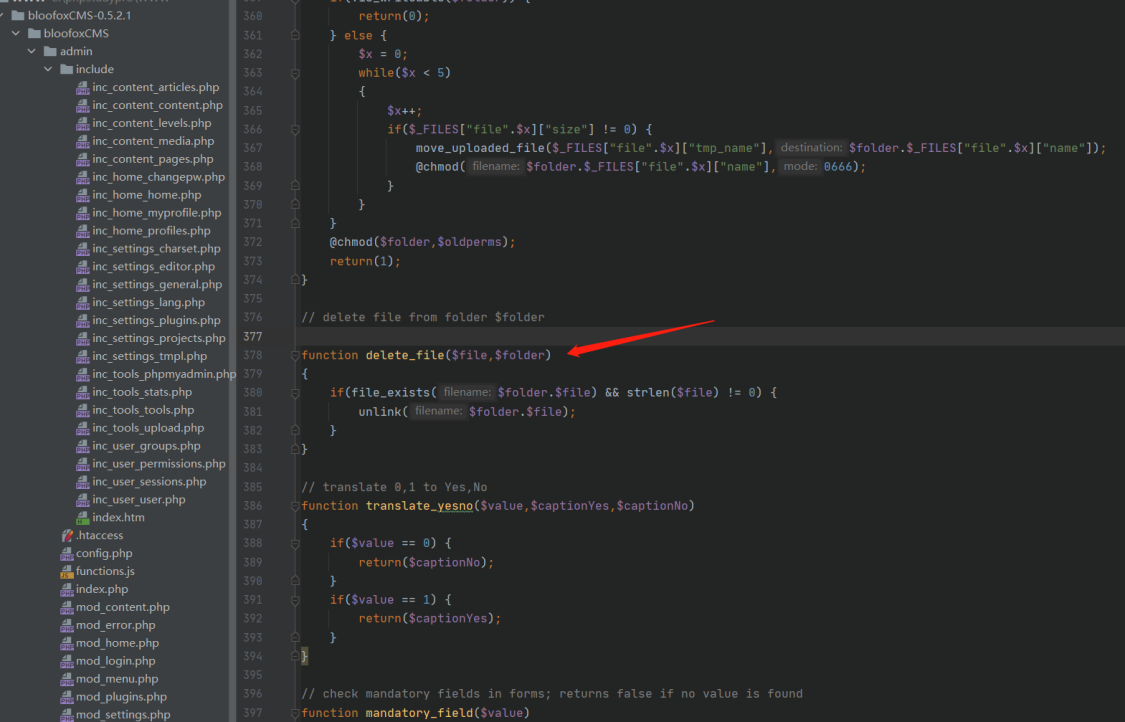 bloofoxCMS-0.5.2.1
bloofoxCMS
admin
include
inc_content_articles.php
inc_content_content.php
inc_content_levels.php
inc_content_media.php
inc_content_pages.php
inc_home_changepw.php
inc_home_home.php
inc_home_myprofile.php
inc_home_profiles.php
inc_settings_charset.php
inc_settings_editor.php
inc_settings_general.php
inc_settings_lang.php
inc_settings_plugins.php
inc_settings_projects.php
inc_settings_tmpl.php
inc_tools_phpmyadmin.php
inc_tools_stats.php
inc_tools_tools.php
inc_tools_upload.php
inc_user_groups.php
inc_user_permissions.php
inc_user_sessions.php
inc_user_user.php
index.htm
.htaccess
config.php
functions.js
index.php
mod_content.php
mod_error.php
mod_home.php
mod_login.php
mod_menu.php
mod_plugins.php
mod_settings.php
360 return(0);
361 } else {
362 $x = 0;
363 while($x < 5)
364 {
365 $x++;
366 if($_FILES["file".$x]["size"] != 0) {
367 move_uploaded_file($_FILES["file".$x]["tmp_name"], destination: $folder.$_FILES["file".$x]["name"]);
368 @chmod( filename: $folder.$_FILES["file".$x]["name"], mode: 0666);
369 }
370 }
371 }
372 @chmod($folder,$oldperms);
373 return(1);
374 }
375
376 // delete file from folder $folder
377
378 function delete_file($file,$folder)
379 {
380 if(file_exists( filename: $folder.$file) && strlen($file) != 0) {
381 unlink( filename: $folder.$file);
382 }
383 }
384
385 // translate 0,1 to Yes,No
386 function translate_yesno($value,$captionYes,$captionNo)
387 {
388 if($value == 0) {
389 return($captionNo);
390 }
391 if($value == 1) {
392 return($captionYes);
393 }
394 }
395
396 // check mandatory fields in forms; returns false if no value is found
397 function mandatory_field($value)